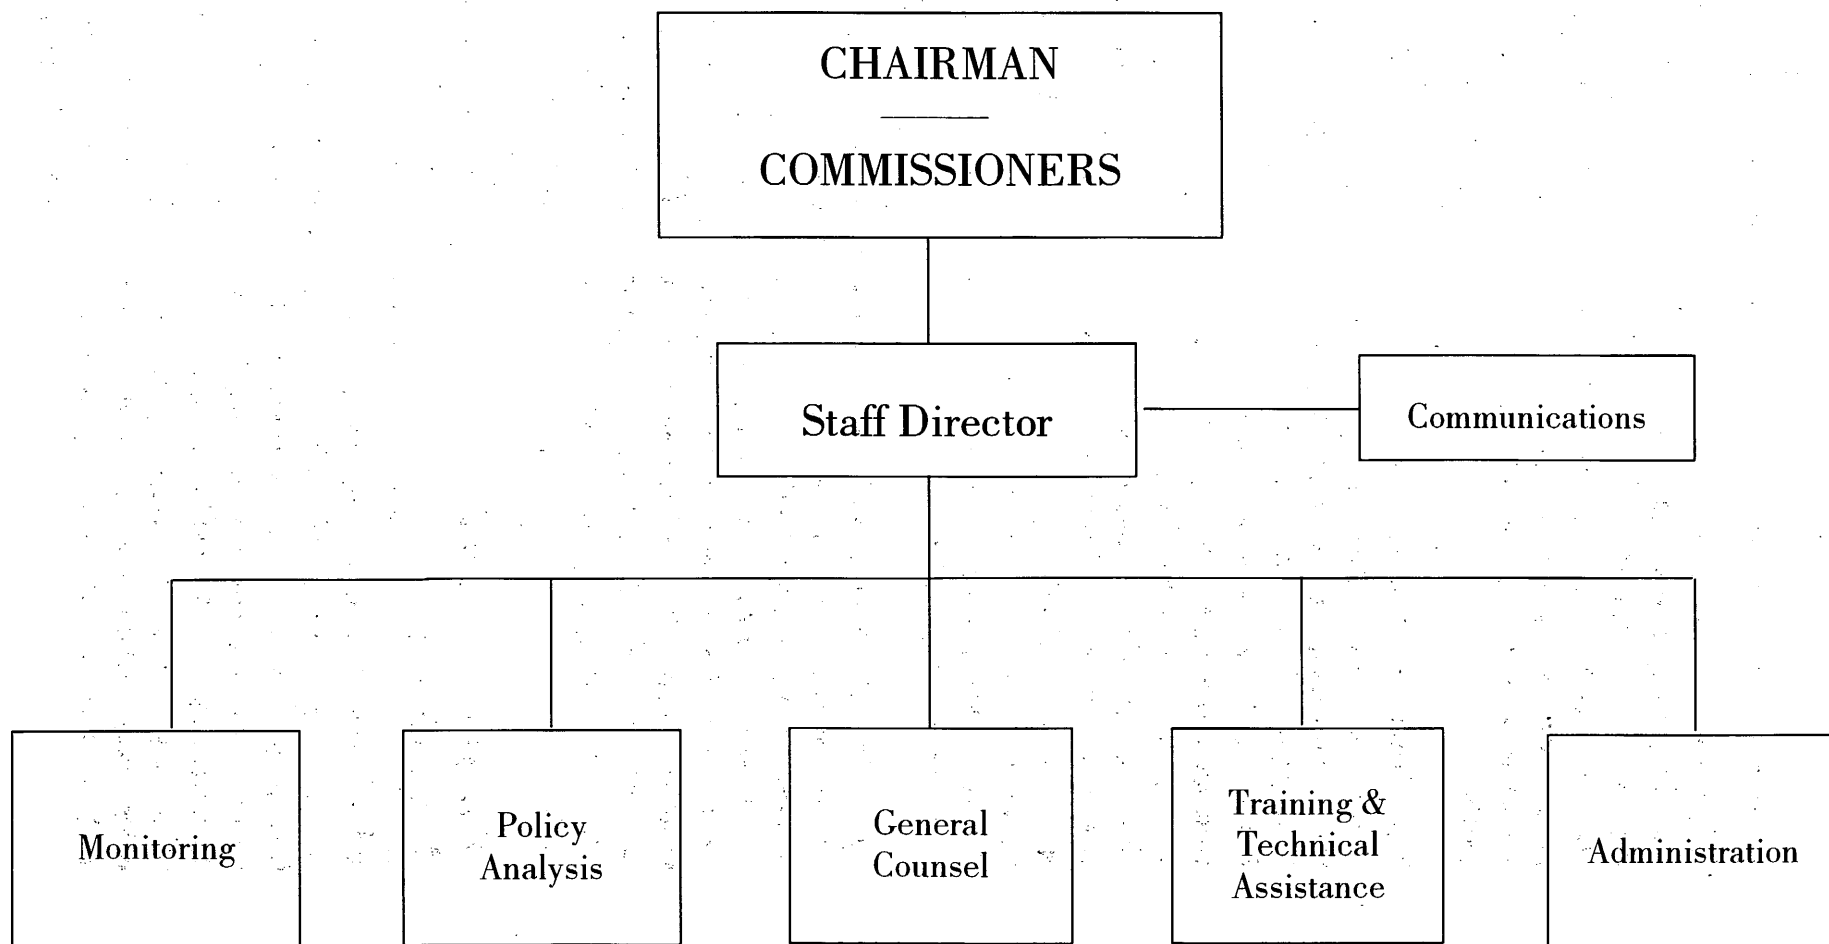 CHAIRMAN
COMMISSIONERS
Staff Director
Communications
Monitoring
Policy
Analysis
General
Counsel
Training &
Technical
Assistance
Administration